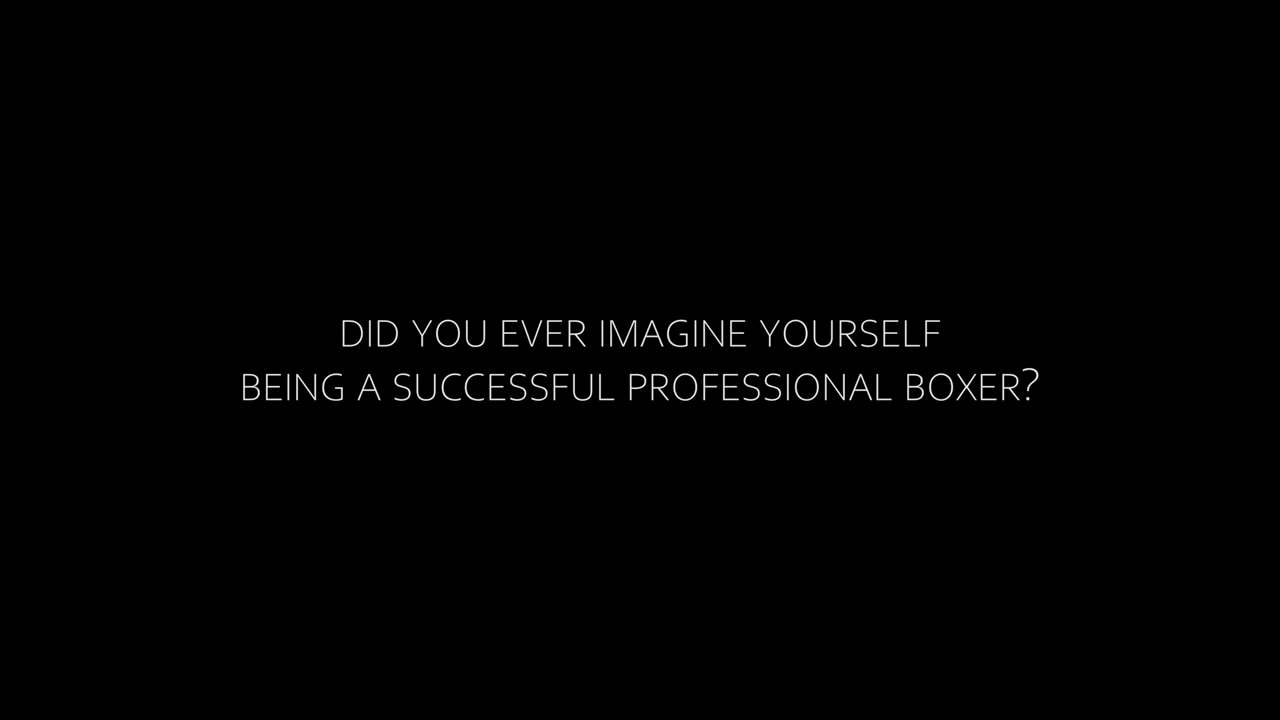 DID YOU EVER IMAGINE YOURSELF
BEING A SUCCESSFUL PROFESSIONAL BOXER?